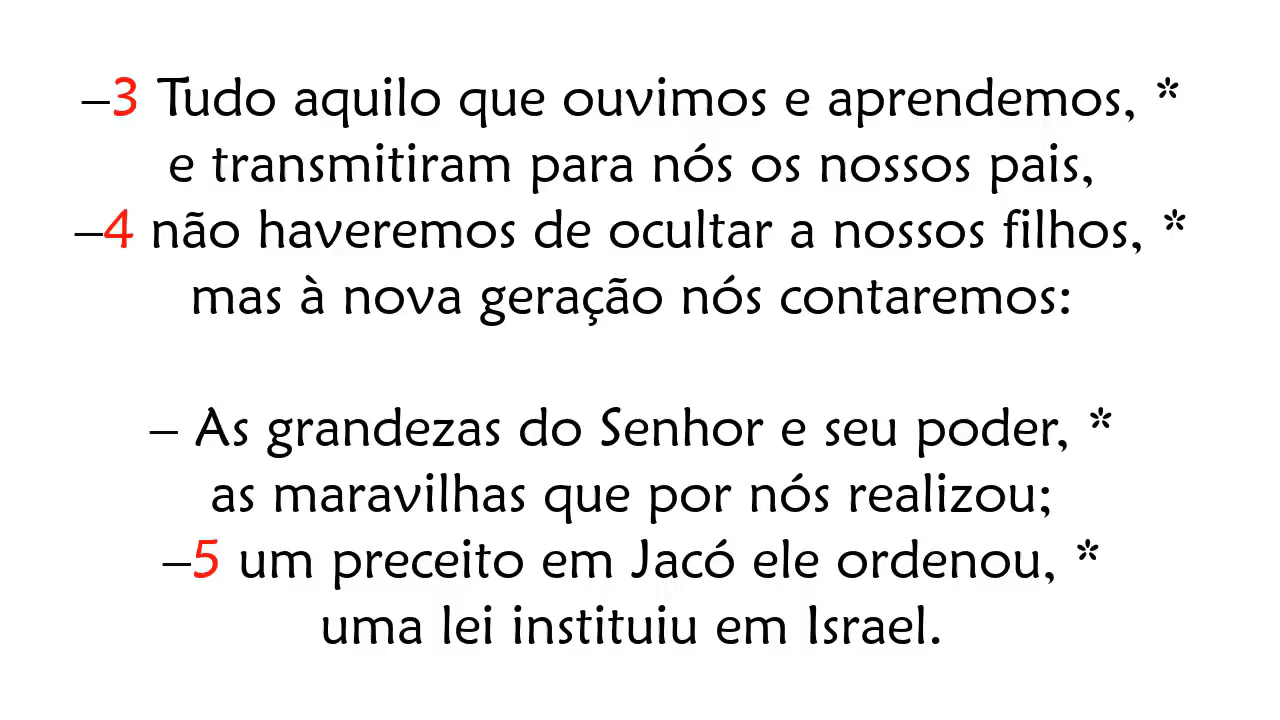 –3 Tudo aquilo que ouvimos e aprendemos, *
e transmitiram para nós os nossos pais,
–4 não haveremos de ocultar a nossos filhos, *
mas à nova geração nós contaremos:
– As grandezas do Senhor e seu poder, *
as maravilhas que por nós realizou;
–5 um preceito em Jacó ele ordenou, *
uma lei instituiu em Israel.